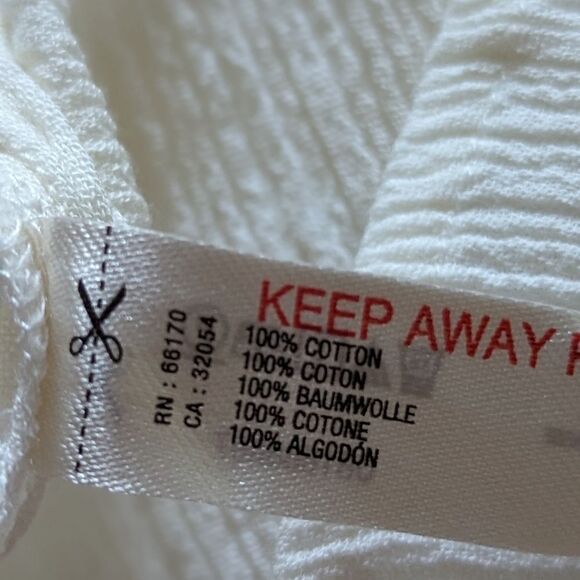 RN : 66170
CA : 32054
KEEP AWAY
100% COTTON
100% COTON
100% BAUMWOLLE
100% COTONE
100% ALGODÓN